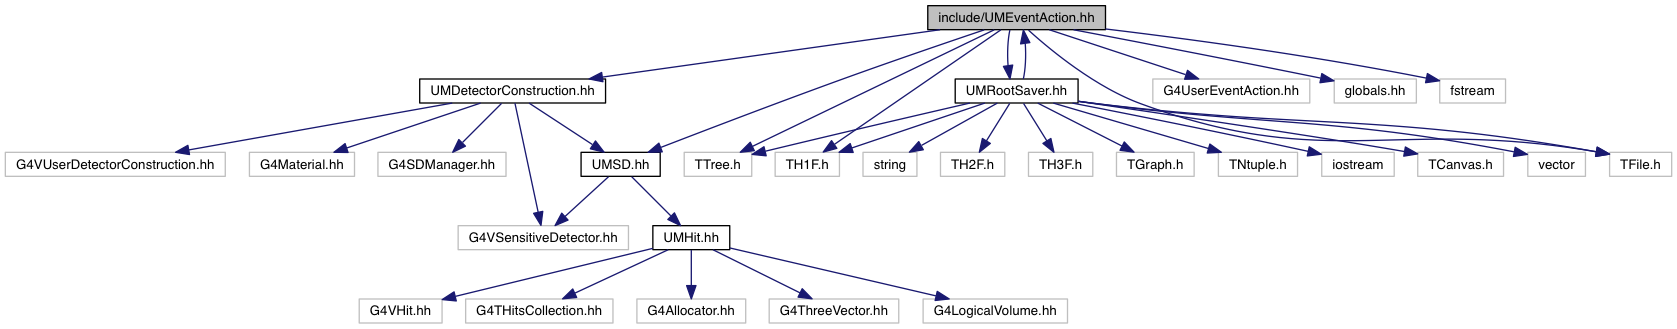 include/UMEventAction.hh
UMDetectorConstruction.hh
UMRootSaver.hh
G4UserEventAction.hh
globals.hh
fstream
G4VUserDetectorConstruction.hh
G4Material.hh
G4SDManager.hh
UMSD.hh
TTree.h
TH1F.h
string
TH2F.h
TH3F.h
TGraph.h
TNtuple.h
iostream
TCanvas.h
vector
TFile.h
G4VSensitiveDetector.hh
UMHit.hh
G4VHit.hh
G4THitsCollection.hh
G4Allocator.hh
G4ThreeVector.hh
G4LogicalVolume.hh